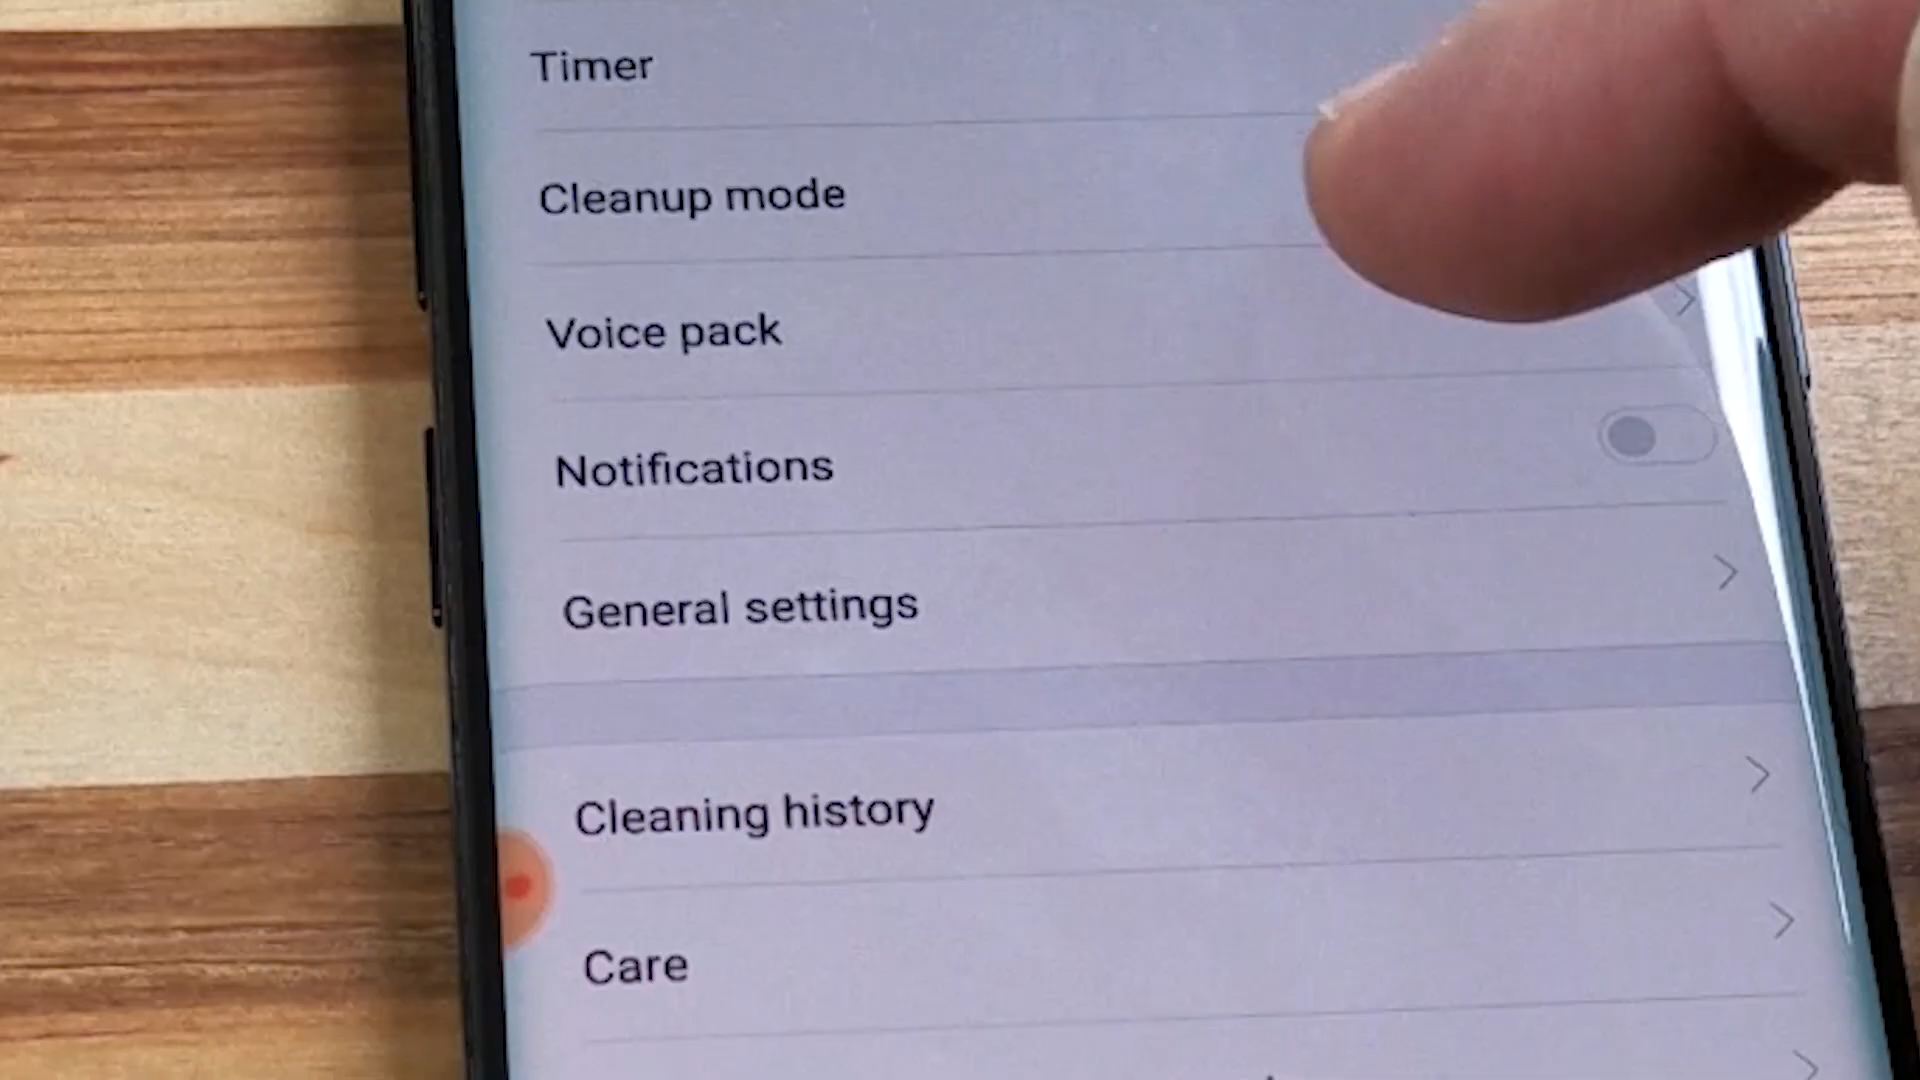 Timer
Cleanup mode
Voice pack
Notifications
General settings
Cleaning history
Care